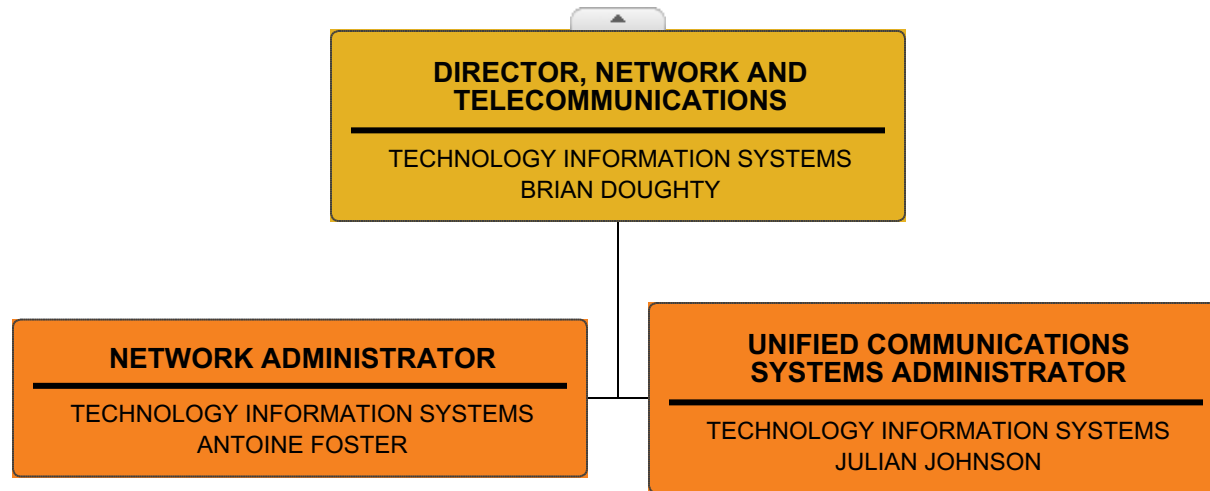 DIRECTOR, NETWORK AND
TELECOMMUNICATIONS
TECHNOLOGY INFORMATION SYSTEMS
BRIAN DOUGHTY
NETWORK ADMINISTRATOR
TECHNOLOGY INFORMATION SYSTEMS
ANTOINE FOSTER
UNIFIED COMMUNICATIONS
SYSTEMS ADMINISTRATOR
TECHNOLOGY INFORMATION SYSTEMS
JULIAN JOHNSON